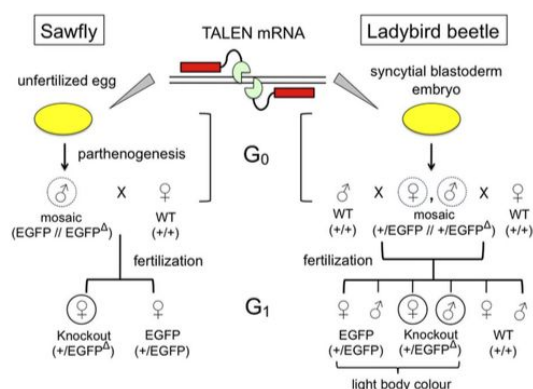 Sawfly
TALEN mRNA
Ladybird beetle
unfertilized egg
syncytial blastoderm
embryo
parthenogenesis
G0
♂ X ♀
mosaic
(EGFP // EGFPΔ)
WT
(+/+)
♂ X ♀, ♂ X ♀
WT
(+/+)
mosaic
(+/EGFP // +/EGFPΔ)
WT
(+/+)
fertilization
fertilization
G1
♀ ♀
Knockout
(+/EGFPΔ)
EGFP
(+/EGFP)
♀ ♂ ♀ ♂ ♀ ♂
EGFP
(+/EGFP)
Knockout
(+/EGFPΔ)
WT
(+/+)
light body colour